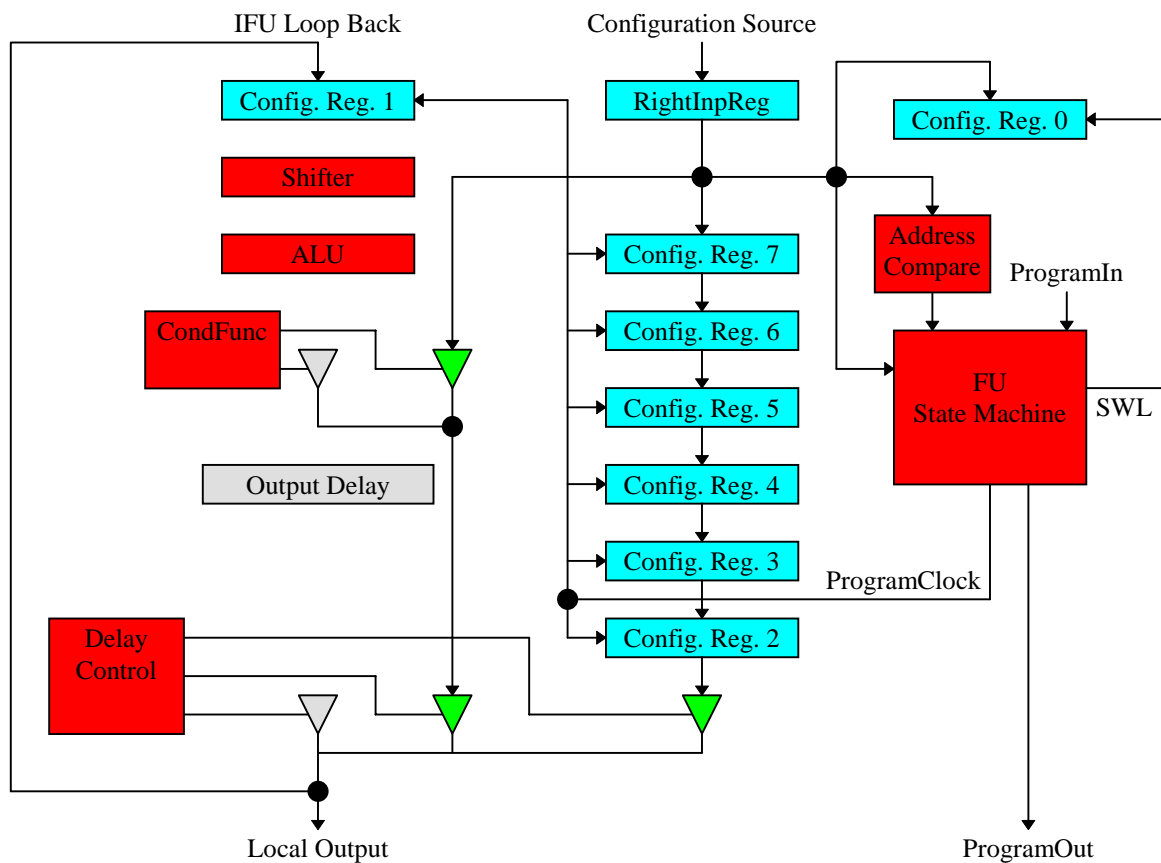 IFU Loop Back
Configuration Source
Config. Reg. 1
RightInpReg
Config. Reg. 0
Shifter
ALU
Config. Reg. 7
Address
Compare
ProgramIn
CondFunc
Config. Reg. 6
FU
State Machine
SWL
Config. Reg. 5
Output Delay
Config. Reg. 4
Config. Reg. 3
ProgramClock
Delay
Control
Config. Reg. 2
Local Output
ProgramOut